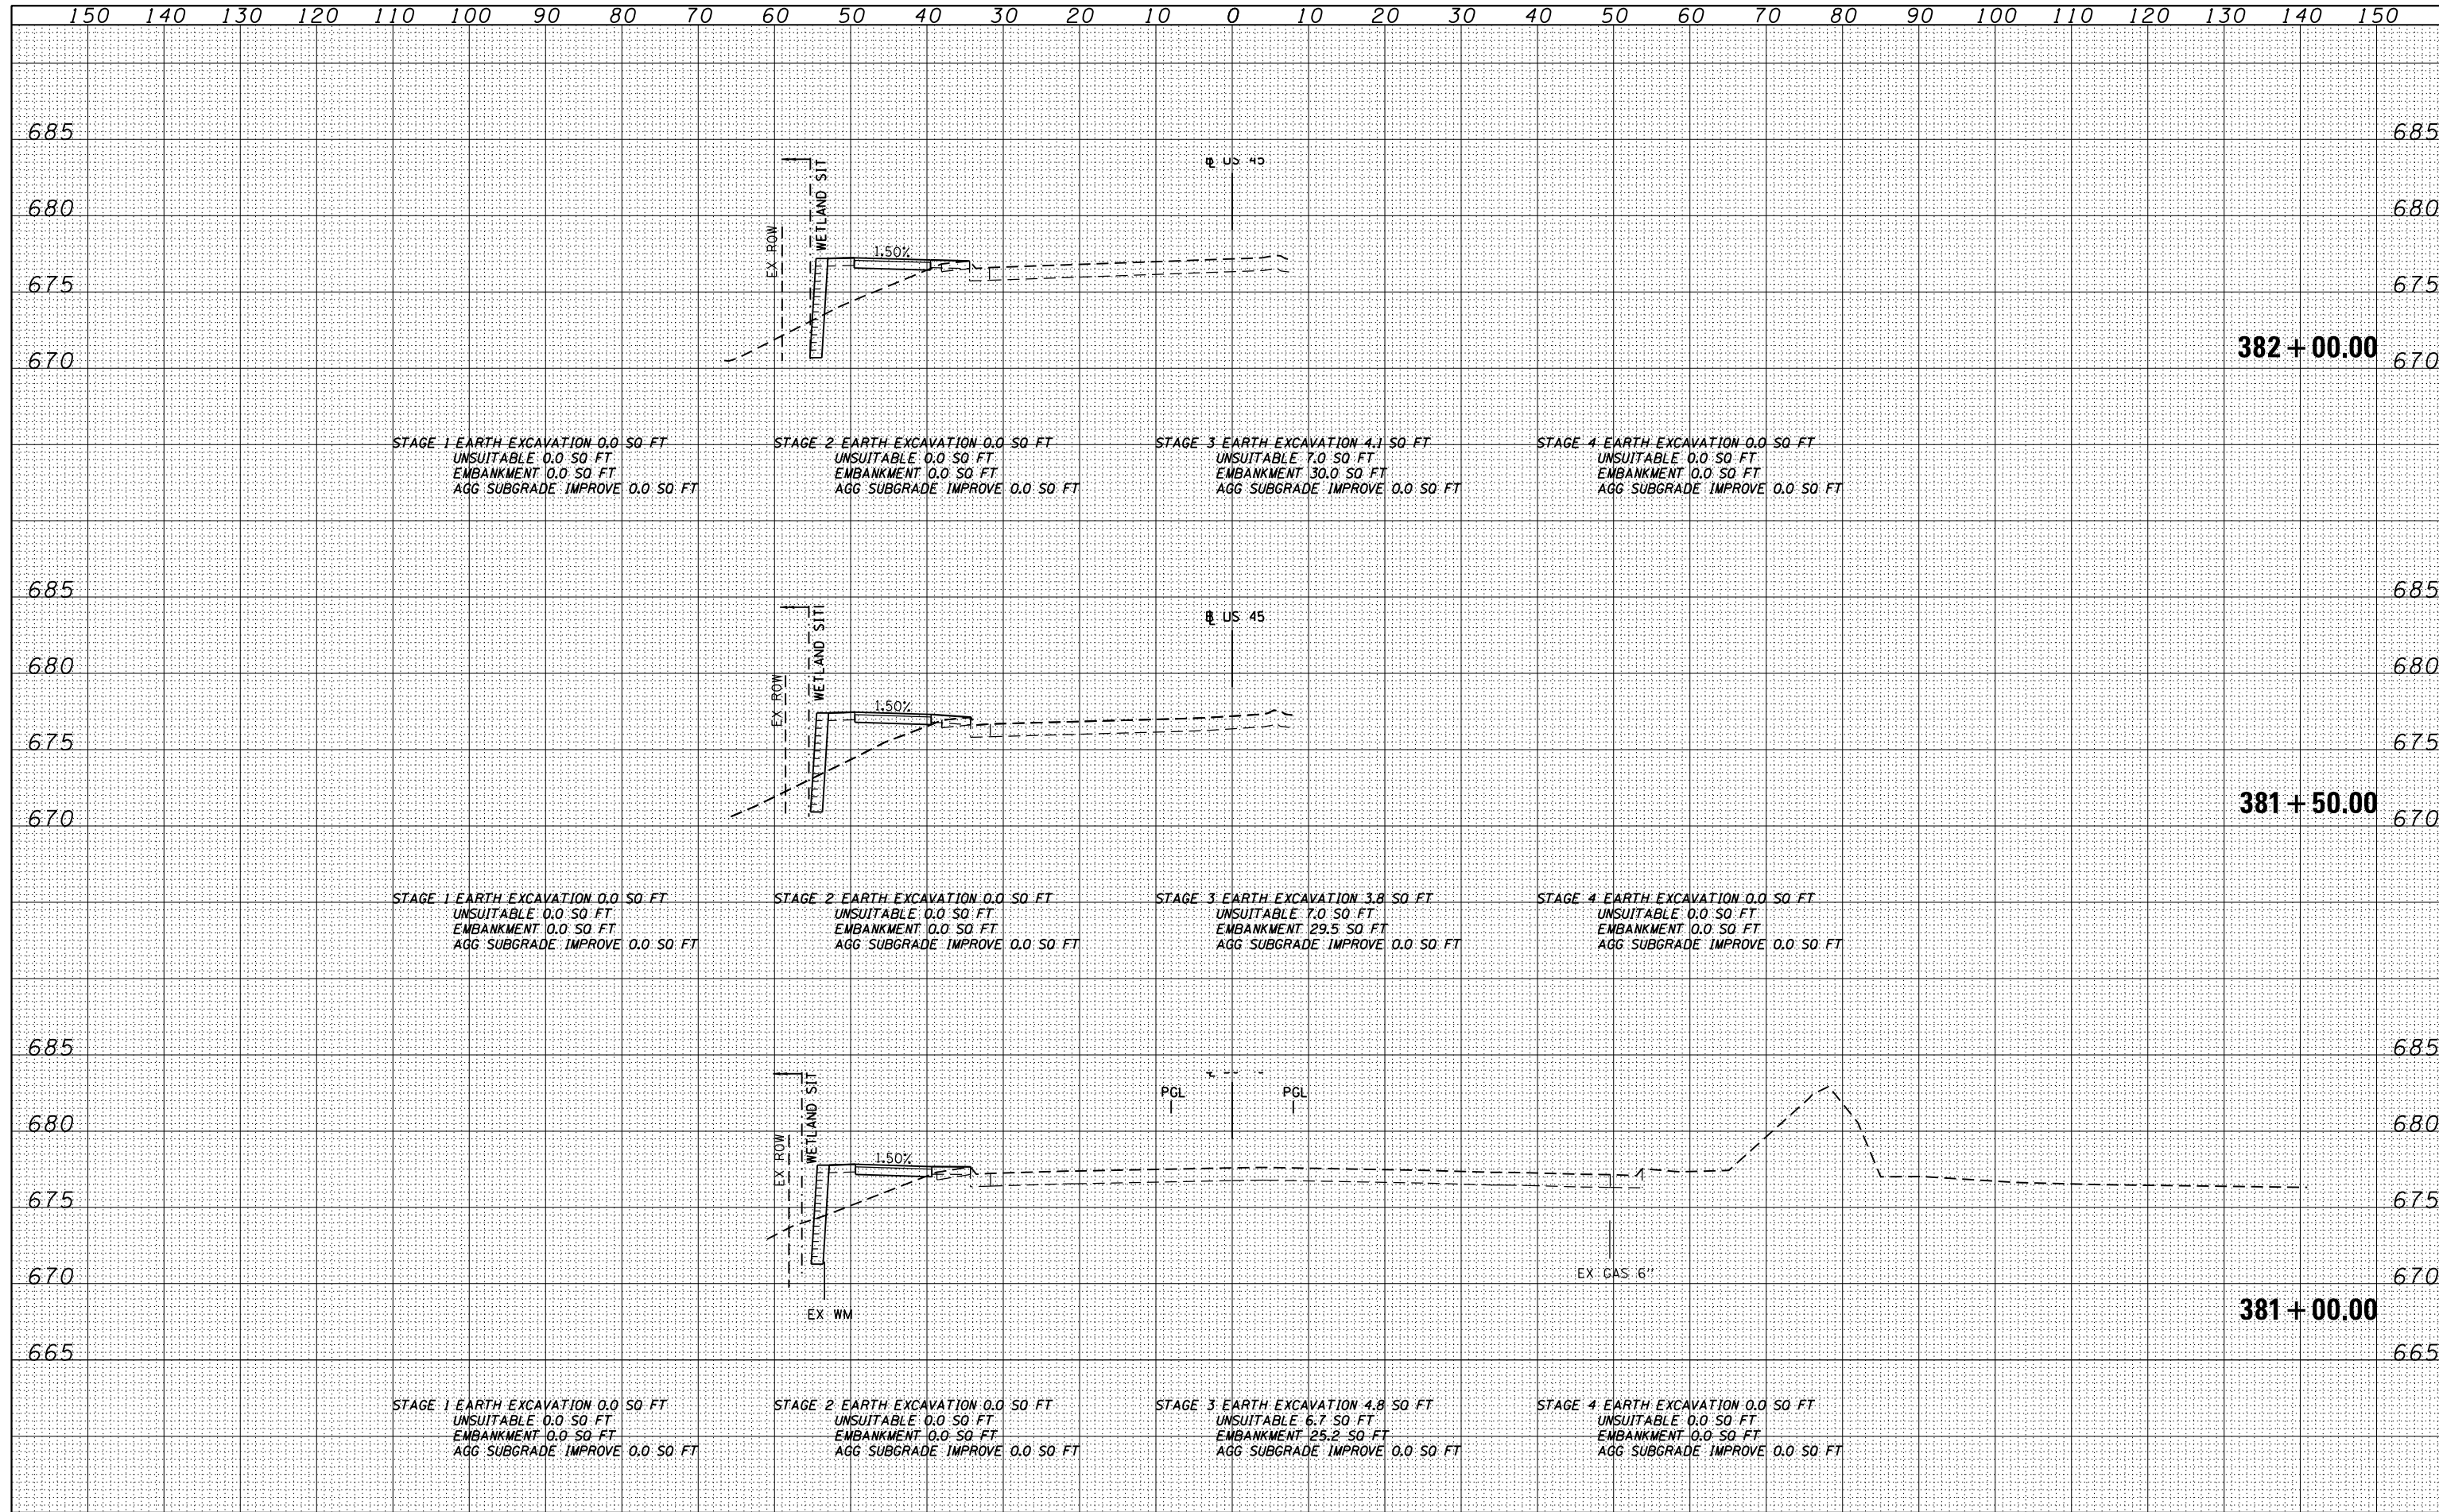 150 140 130 120 110 100 90 80 70 60 50 40 30 20 10 0 10 20 30 40 50 60 70 80 90 100 110 120 130 140 150
685 685
US 45
WETLAND SIT
680 680
EX ROW
1.50%
675 675
382+00.00
670 670
STAGE 1 EARTH EXCAVATION 0.0 SQ FT
UNSUITABLE 0.0 SQ FT
EMBANKMENT 0.0 SQ FT
AGG SUBGRADE IMPROVE 0.0 SQ FT
STAGE 2 EARTH EXCAVATION 0.0 SQ FT
UNSUITABLE 0.0 SQ FT
EMBANKMENT 0.0 SQ FT
AGG SUBGRADE IMPROVE 0.0 SQ FT
STAGE 3 EARTH EXCAVATION 4.1 SQ FT
UNSUITABLE 7.0 SQ FT
EMBANKMENT 30.0 SQ FT
AGG SUBGRADE IMPROVE 0.0 SQ FT
STAGE 4 EARTH EXCAVATION 0.0 SQ FT
UNSUITABLE 0.0 SQ FT
EMBANKMENT 0.0 SQ FT
AGG SUBGRADE IMPROVE 0.0 SQ FT
685 685
US 45
WETLAND SIT
680 680
EX ROW
1.50%
675 675
381+50.00
670 670
STAGE 1 EARTH EXCAVATION 0.0 SQ FT
UNSUITABLE 0.0 SQ FT
EMBANKMENT 0.0 SQ FT
AGG SUBGRADE IMPROVE 0.0 SQ FT
STAGE 2 EARTH EXCAVATION 0.0 SQ FT
UNSUITABLE 0.0 SQ FT
EMBANKMENT 0.0 SQ FT
AGG SUBGRADE IMPROVE 0.0 SQ FT
STAGE 3 EARTH EXCAVATION 3.8 SQ FT
UNSUITABLE 7.0 SQ FT
EMBANKMENT 29.5 SQ FT
AGG SUBGRADE IMPROVE 0.0 SQ FT
STAGE 4 EARTH EXCAVATION 0.0 SQ FT
UNSUITABLE 0.0 SQ FT
EMBANKMENT 0.0 SQ FT
AGG SUBGRADE IMPROVE 0.0 SQ FT
685 685
WETLAND SIT
PGL PGL
680 680
EX ROW
1.50%
675 675
EX GAS 6"
670 670
EX WM
381+00.00
665 665
STAGE 1 EARTH EXCAVATION 0.0 SQ FT
UNSUITABLE 0.0 SQ FT
EMBANKMENT 0.0 SQ FT
AGG SUBGRADE IMPROVE 0.0 SQ FT
STAGE 2 EARTH EXCAVATION 0.0 SQ FT
UNSUITABLE 0.0 SQ FT
EMBANKMENT 0.0 SQ FT
AGG SUBGRADE IMPROVE 0.0 SQ FT
STAGE 3 EARTH EXCAVATION 4.8 SQ FT
UNSUITABLE 6.7 SQ FT
EMBANKMENT 25.2 SQ FT
AGG SUBGRADE IMPROVE 0.0 SQ FT
STAGE 4 EARTH EXCAVATION 0.0 SQ FT
UNSUITABLE 0.0 SQ FT
EMBANKMENT 0.0 SQ FT
AGG SUBGRADE IMPROVE 0.0 SQ FT